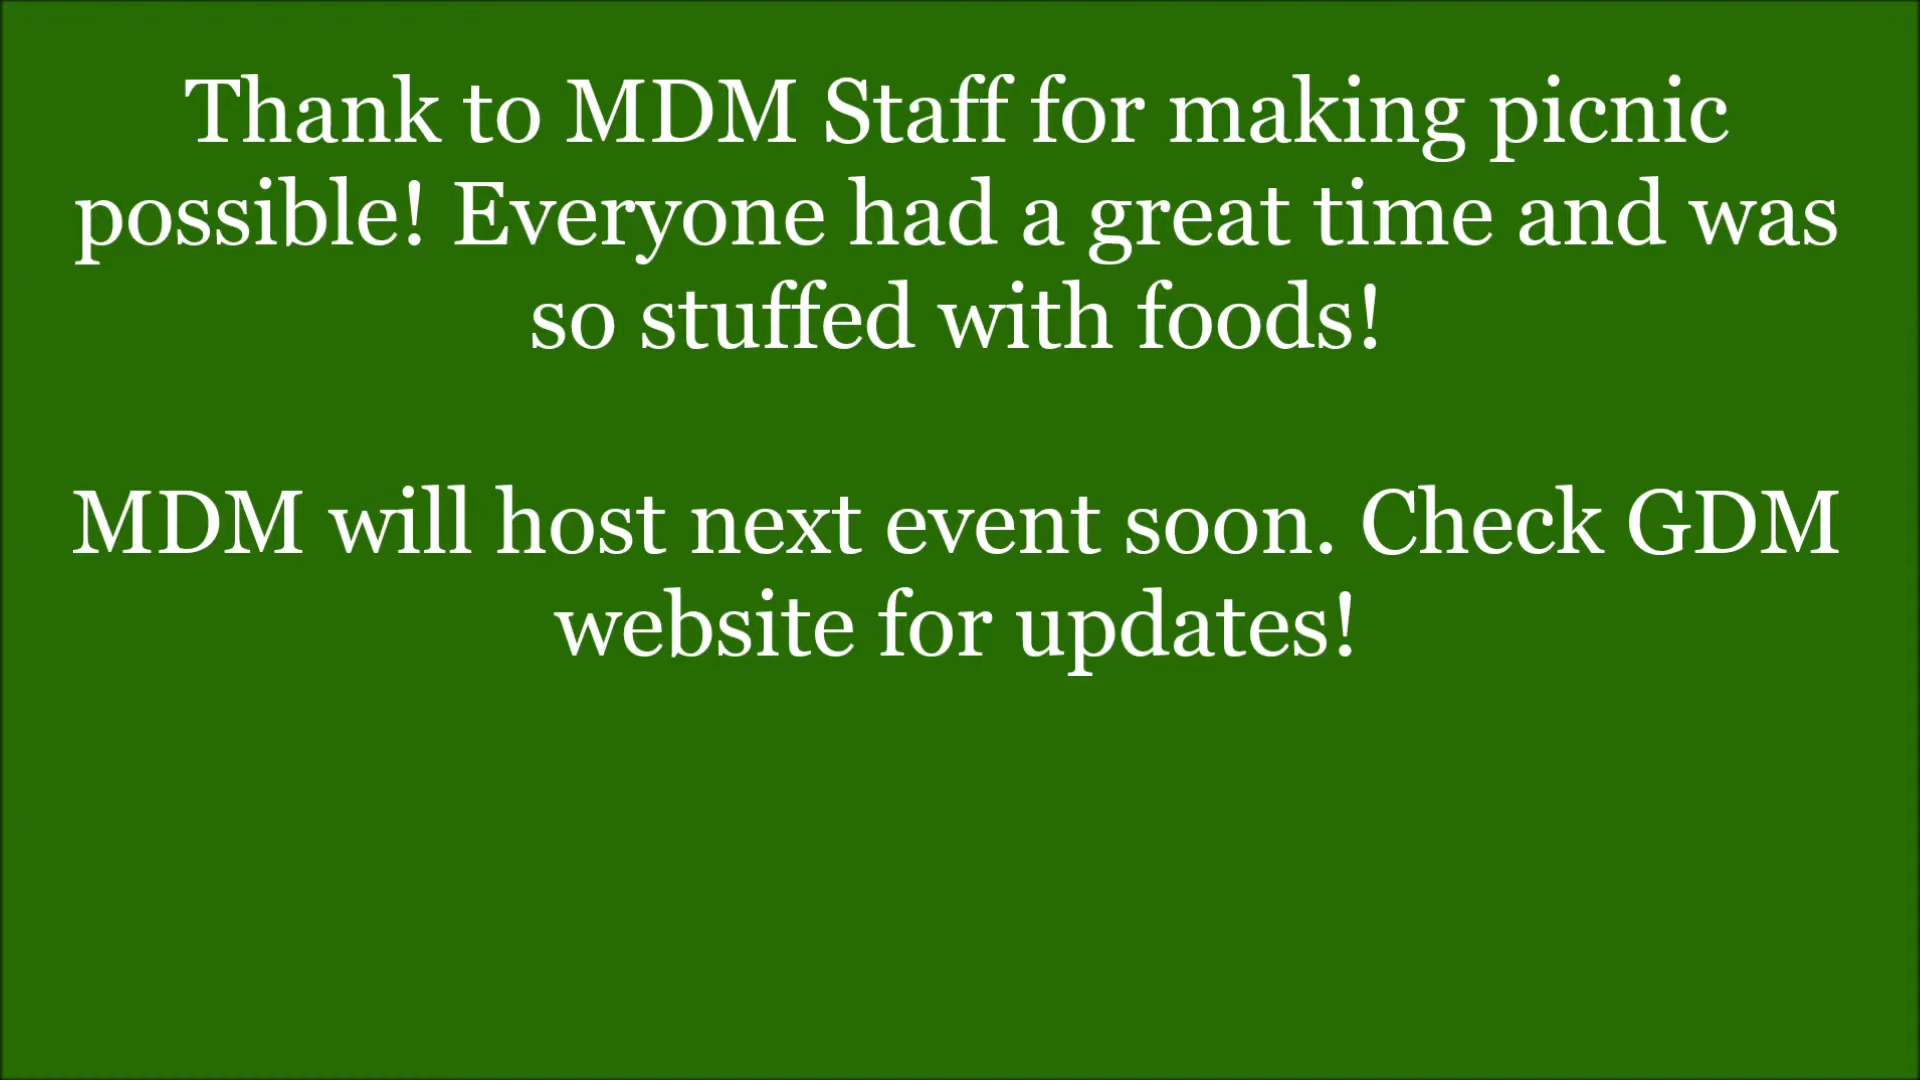 Thank to MDM Staff for making picnic
possible! Everyone had a great time and was
so stuffed with foods!
MDM will host next event soon. Check GDM
website for updates!